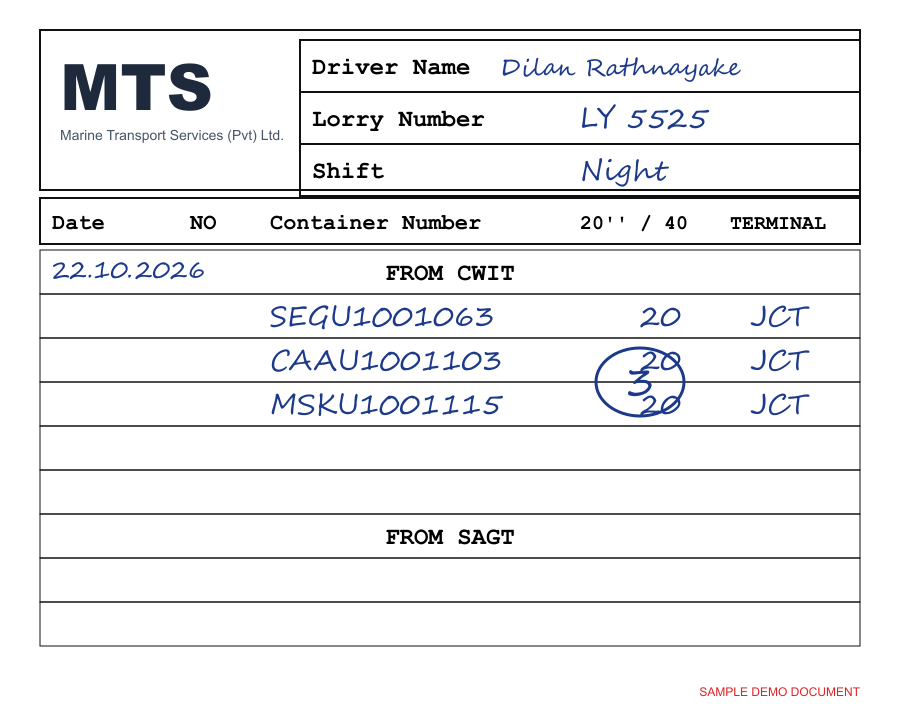 MTS
Marine Transport Services (Pvt) Ltd.
Driver Name Dilan Rathnayake
Lorry Number LY 5525
Shift Night
Date NO Container Number 20'' / 40 TERMINAL
22.10.2026 FROM CWIT
SEGU1001063 20 JCT
CAAU1001103 20 JCT
3
MSKU1001115 20 JCT
FROM SAGT
SAMPLE DEMO DOCUMENT